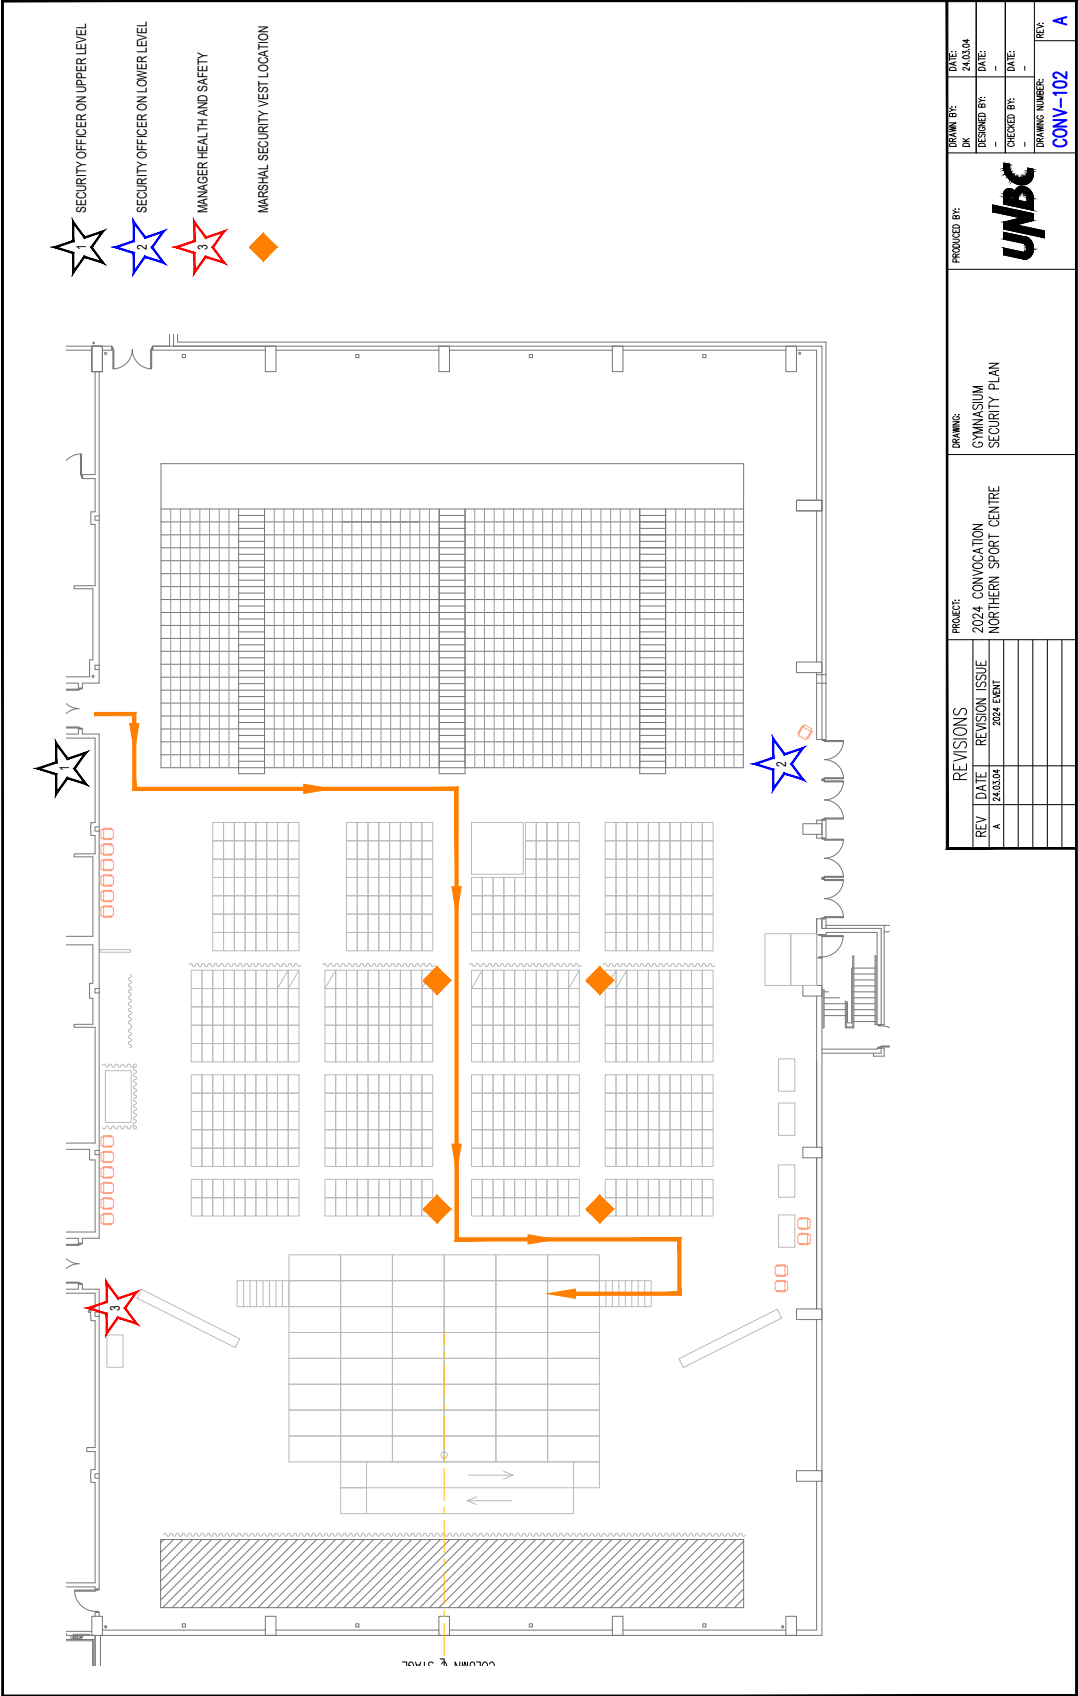 1
SECURITY OFFICER ON UPPER LEVEL
2
SECURITY OFFICER ON LOWER LEVEL
3
MANAGER HEALTH AND SAFETY
MARSHAL SECURITY VEST LOCATION
1
2
3
COLUMN ℄ STAGE
REVISIONS
REV DATE REVISION ISSUE
A 24.03.04 2024 EVENT
PROJECT:
2024 CONVOCATION
NORTHERN SPORT CENTRE
DRAWING:
GYMNASIUM
SECURITY PLAN
PRODUCED BY:
UNBC
DRAWN BY:
DK
DATE:
24.03.04
DESIGNED BY:
-
DATE:
-
CHECKED BY:
-
DATE:
-
DRAWING NUMBER:
CONV-102
REV:
A